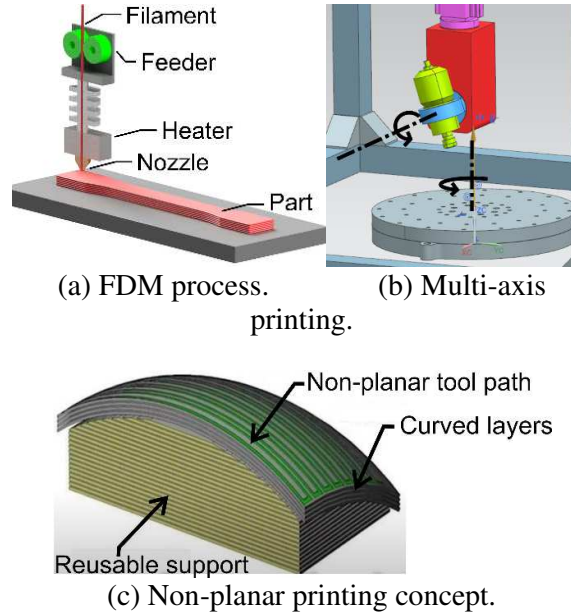 Filament
Feeder
Heater
Nozzle
Part
(a) FDM process.
(b) Multi-axis
printing.
Non-planar tool path
Curved layers
Reusable support
(c) Non-planar printing concept.